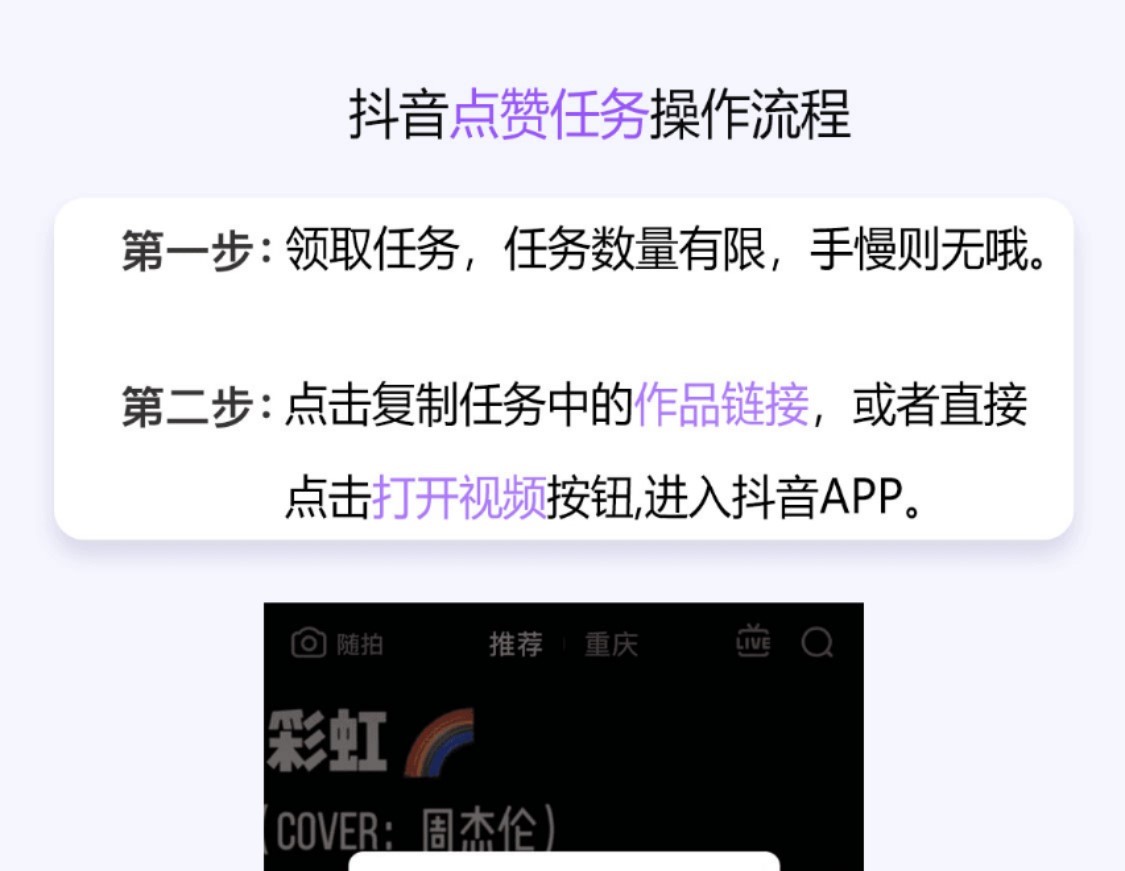 抖音点赞任务操作流程
第一步：领取任务，任务数量有限，手慢则无哦。
第二步：点击复制任务中的作品链接，或者直接
点击打开视频按钮,进入抖音APP。
随拍 推荐 重庆 LIVE
彩虹
（COVER：周杰伦）